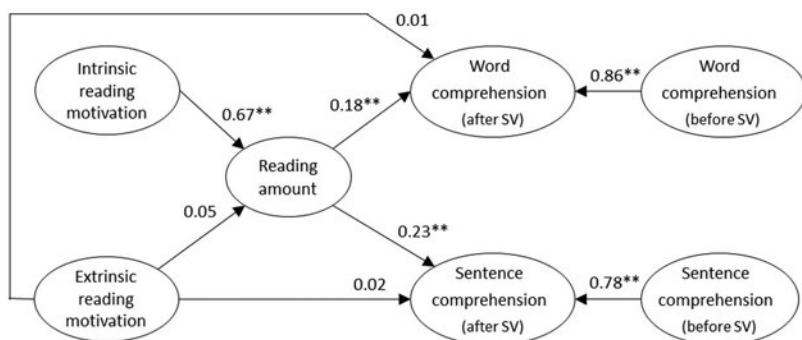 0.01
Intrinsic
reading
motivation
Word
comprehension
(after SV)
0.86**
Word
comprehension
(before SV)
0.67**
0.18**
Reading
amount
0.05
0.23**
Extrinsic
reading
motivation
0.02
Sentence
comprehension
(after SV)
0.78**
Sentence
comprehension
(before SV)